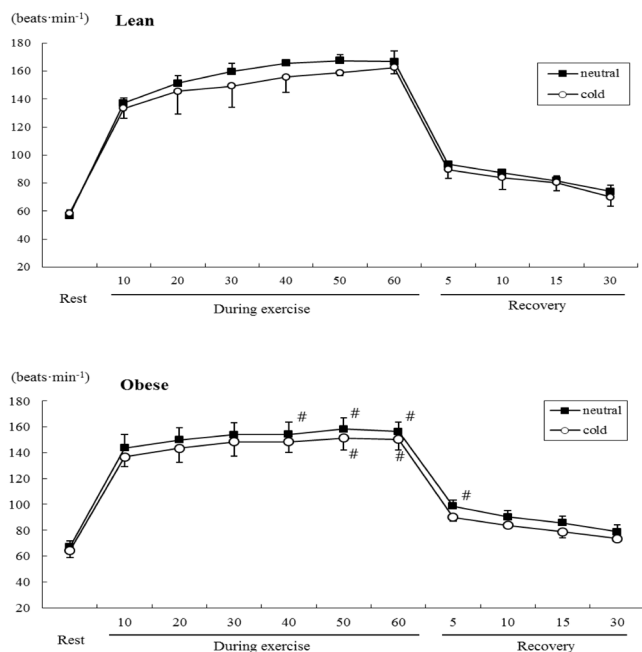 (beats·min⁻¹)
Lean
180
160
140
120
100
80
60
40
20
neutral
cold
10 20 30 40 50 60 5 10 15 30
Rest During exercise Recovery
(beats·min⁻¹)
Obese
180
160
140
120
100
80
60
40
20
neutral
cold
# # #
# #
#
10 20 30 40 50 60 5 10 15 30
Rest During exercise Recovery